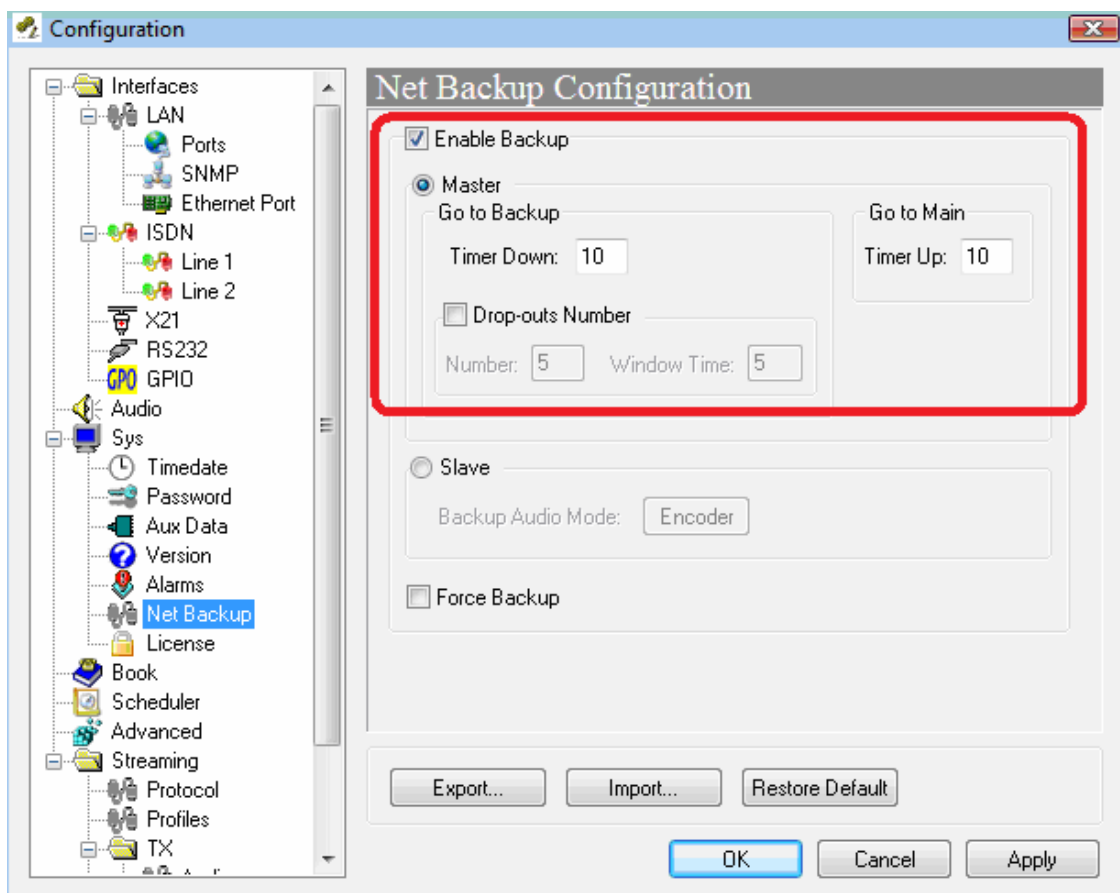 Configuration
Interfaces
LAN
Ports
SNMP
Ethernet Port
ISDN
Line 1
Line 2
X21
RS232
GPO GPIO
Audio
Sys
Timedate
Password
Aux Data
Version
Alarms
Net Backup
License
Book
Scheduler
Advanced
Streaming
Protocol
Profiles
TX
Net Backup Configuration
Enable Backup
Master
Go to Backup
Timer Down: 10
Drop-outs Number
Number: 5 Window Time: 5
Go to Main
Timer Up: 10
Slave
Backup Audio Mode: Encoder
Force Backup
Export... Import... Restore Default
OK Cancel Apply